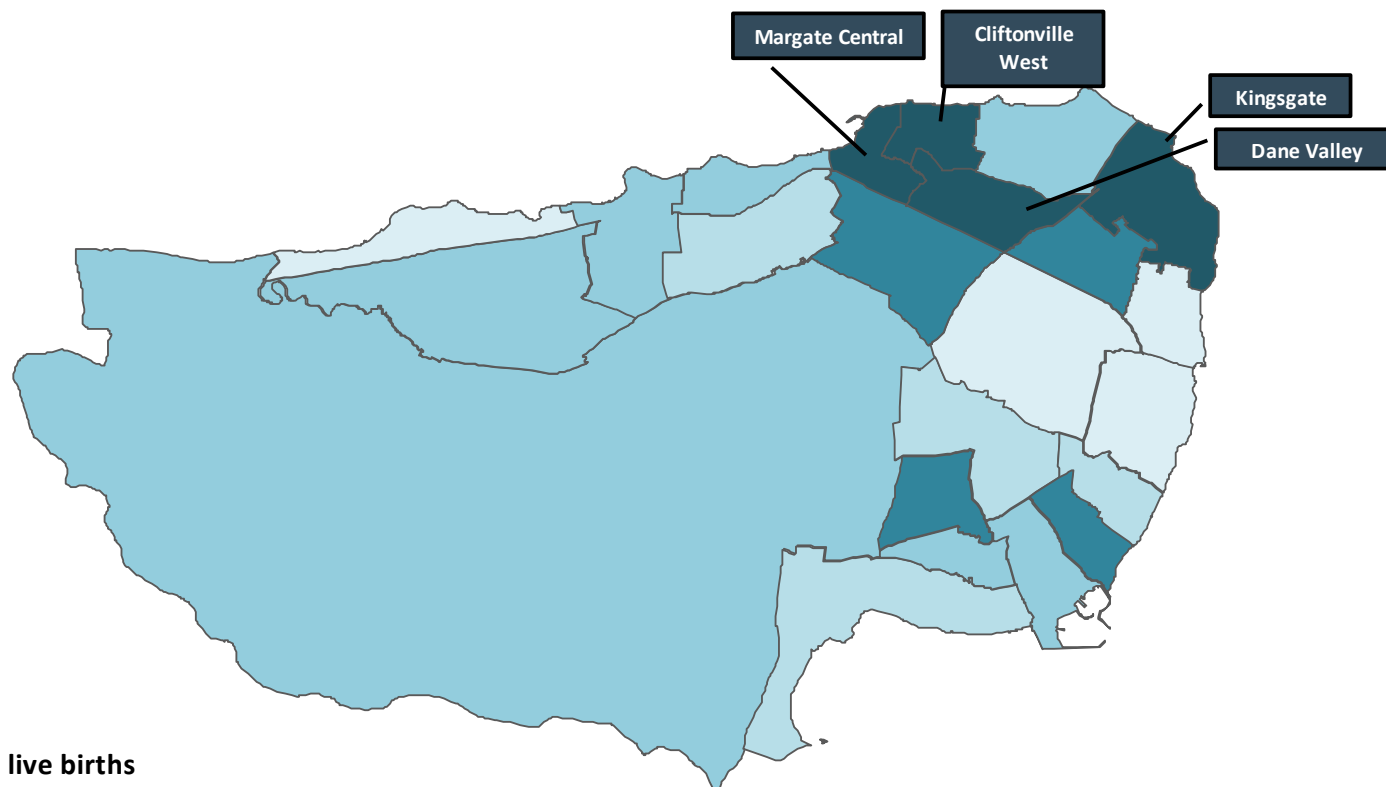 Margate Central
Cliftonville
West
Kingsgate
Dane Valley
live births